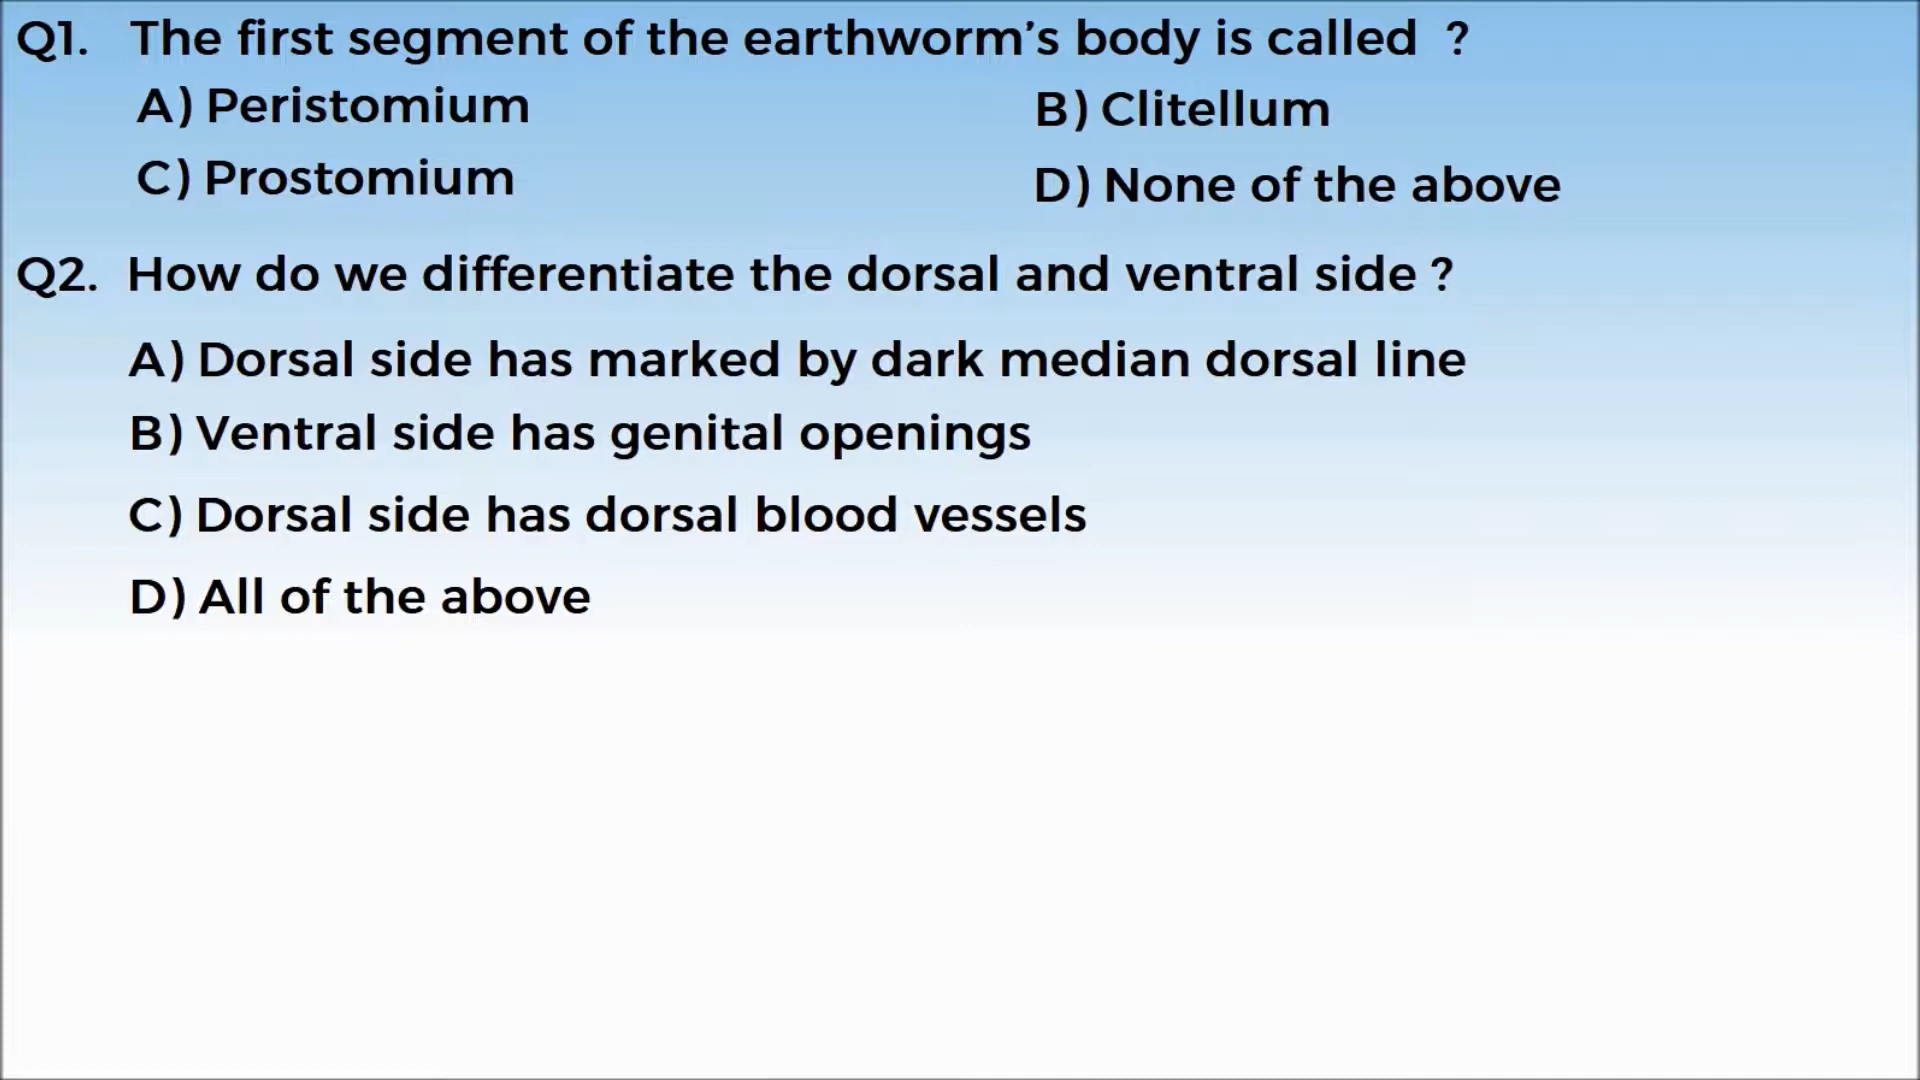 Q1. The first segment of the earthworm’s body is called ?
A) Peristomium B) Clitellum
C) Prostomium D) None of the above
Q2. How do we differentiate the dorsal and ventral side ?
A) Dorsal side has marked by dark median dorsal line
B) Ventral side has genital openings
C) Dorsal side has dorsal blood vessels
D) All of the above